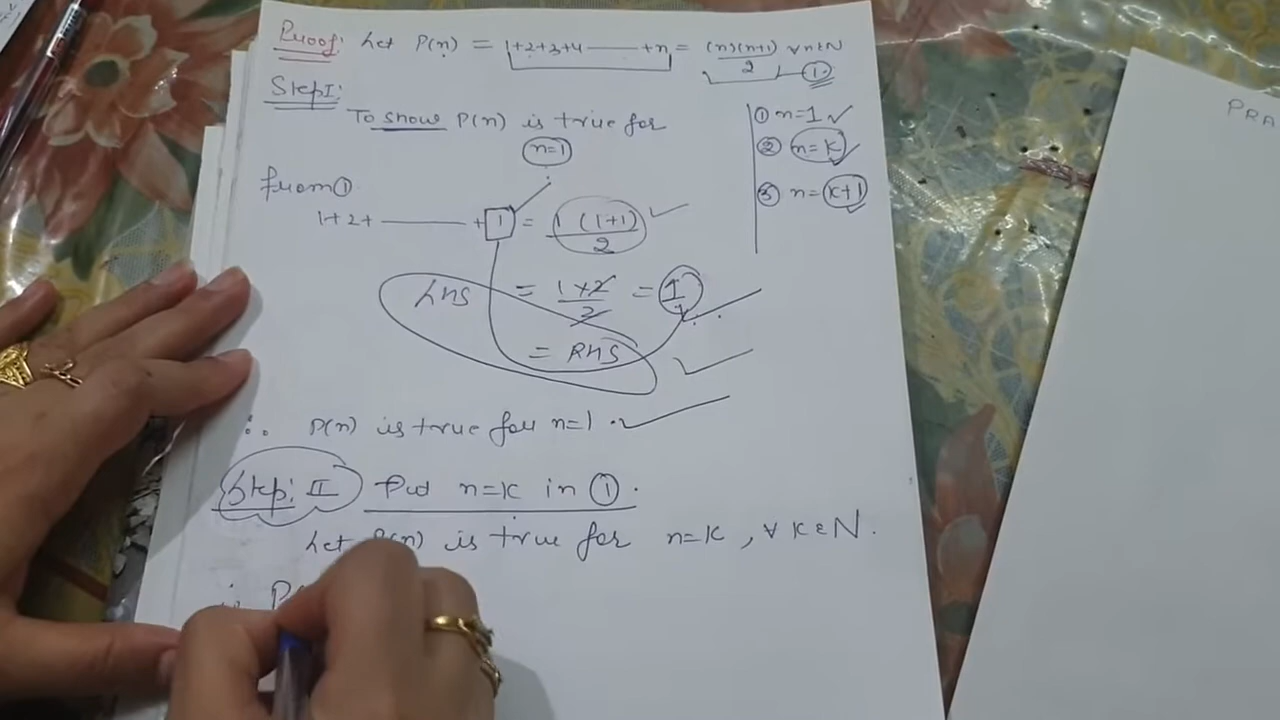 Proof: Let P(n) = 1+2+3+4 —— +n = (n)(n+1)/2 ∀ n∈N
①
Step I:
To show P(n) is true for
n=1
① n=1 ✓
② n=K ✓
③ n=K+1 ✓
from ①
1+2+ ——— +1 = 1(1+1)/2 ✓
LHS = 1×2/2 = 1/1
= RHS ✓
∴ P(n) is true for n=1. ✓
Step: II Put n=K in ①.
Let P(n) is true for n=K, ∀ K∈N.